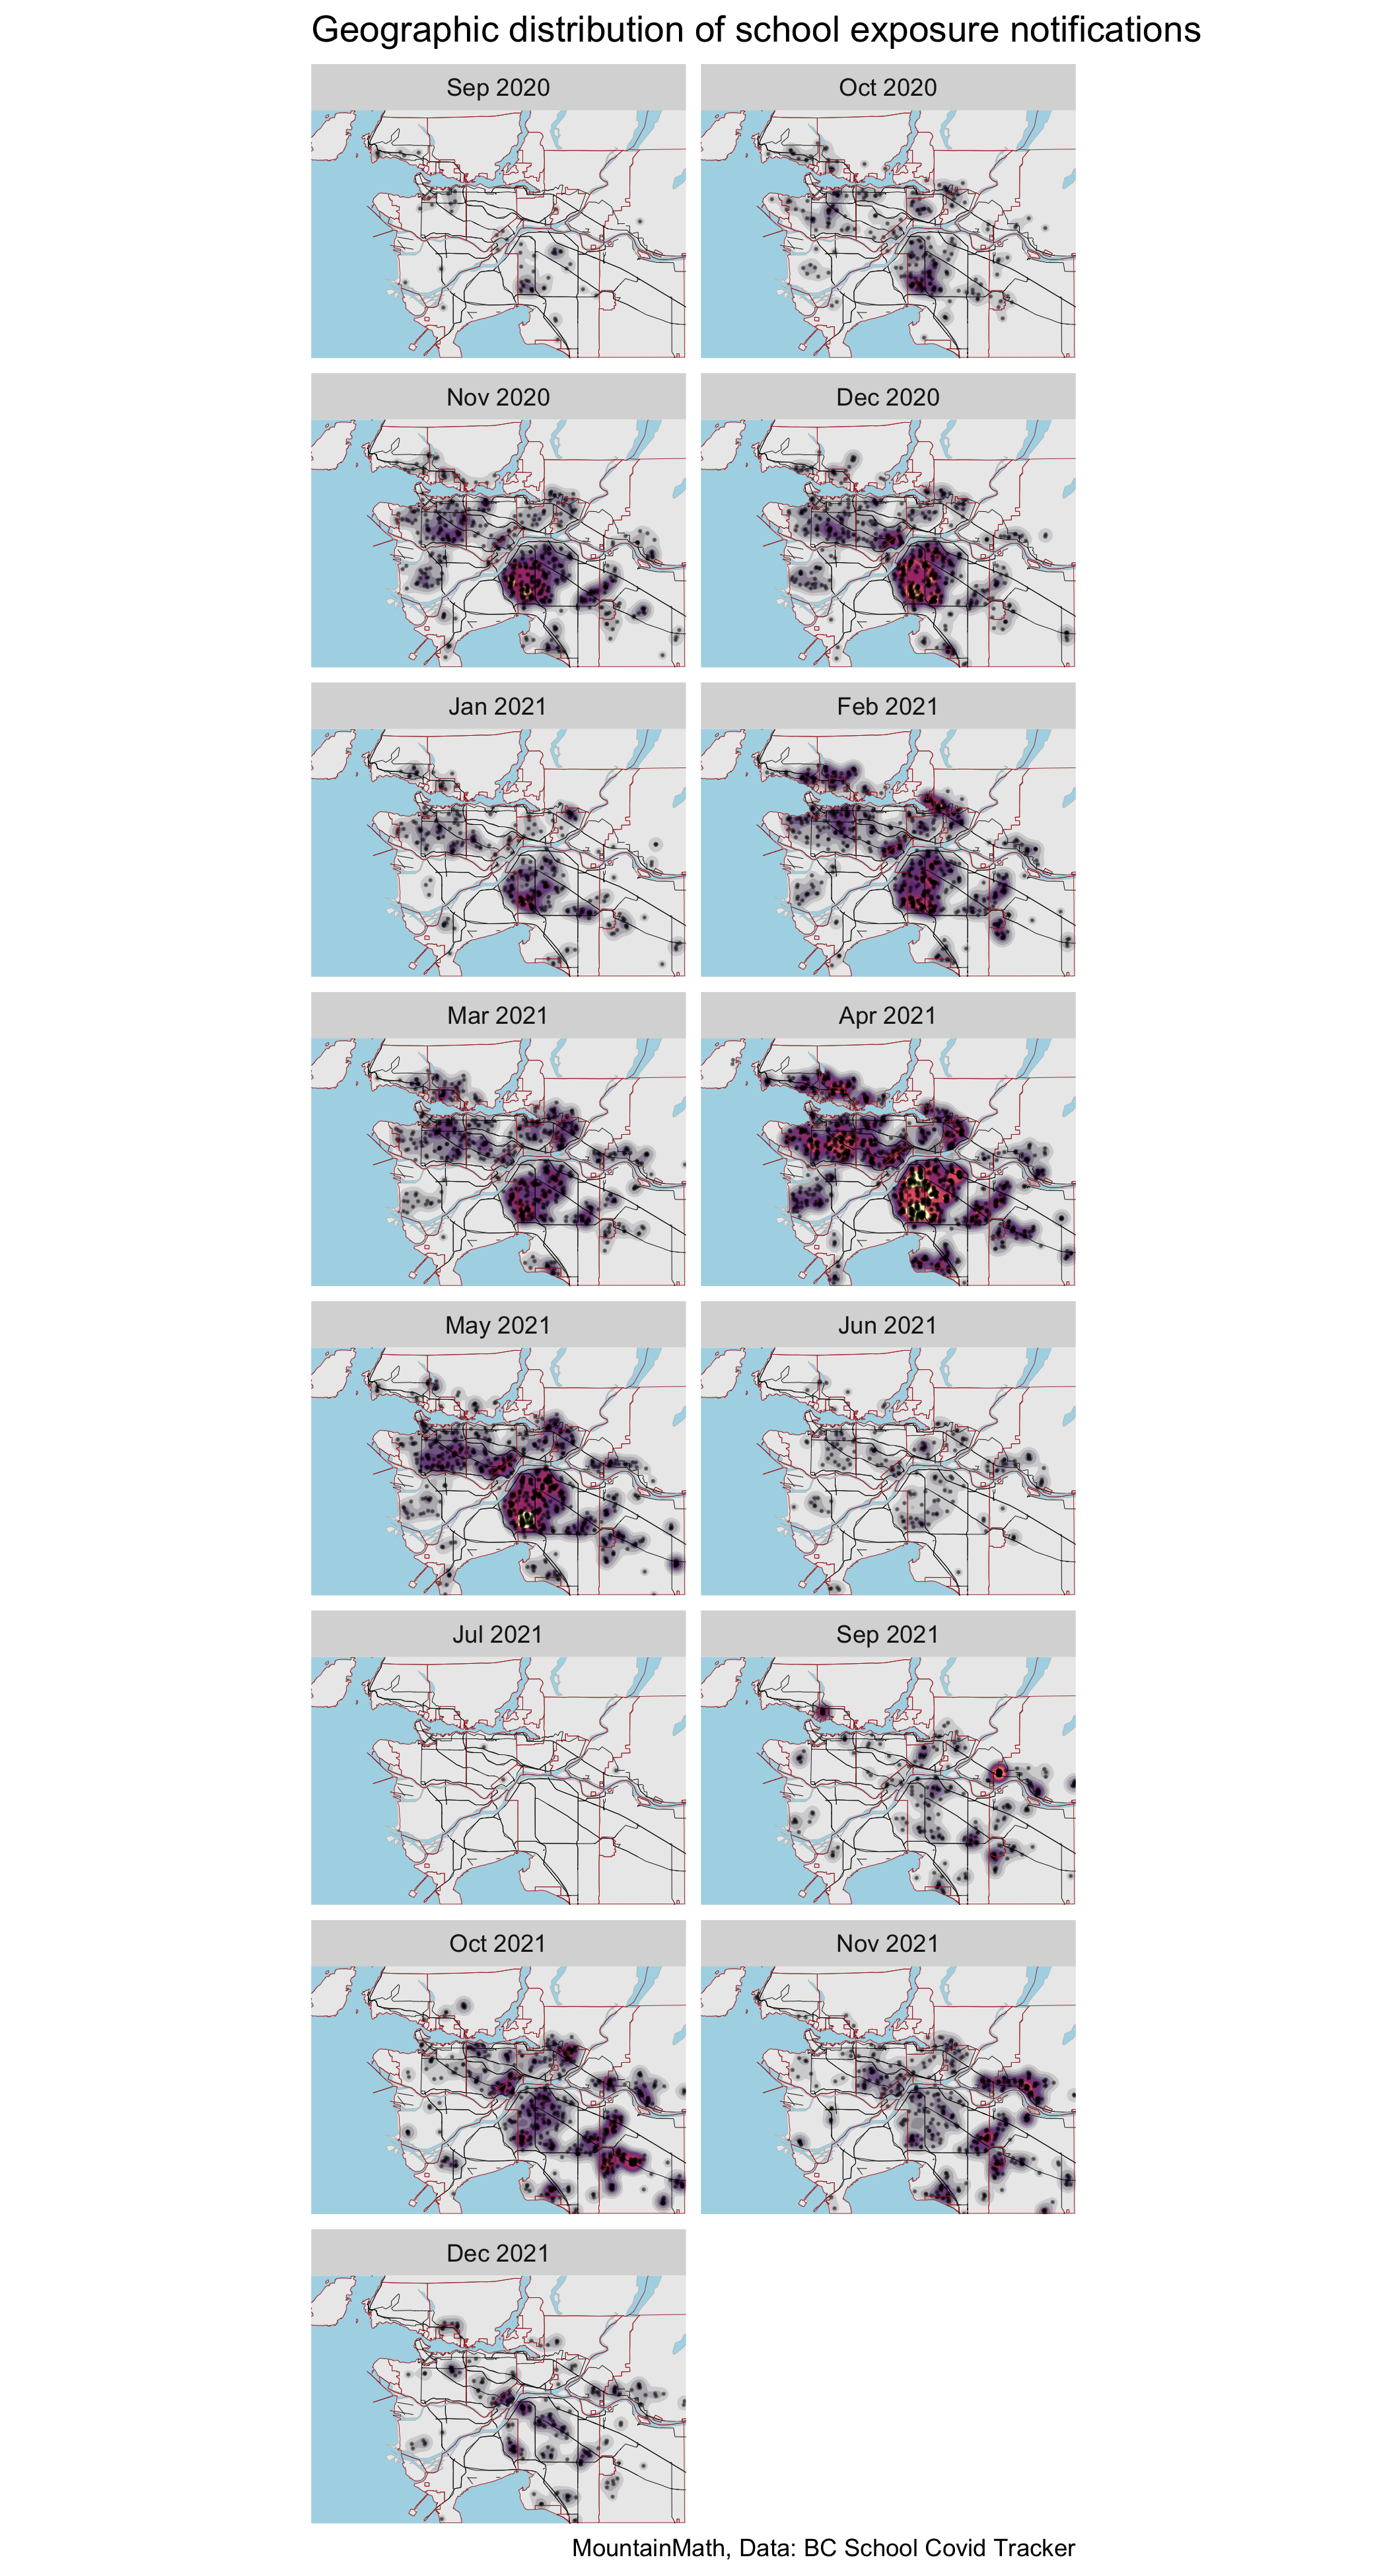 Geographic distribution of school exposure notifications
Sep 2020
Oct 2020
Nov 2020
Dec 2020
Jan 2021
Feb 2021
Mar 2021
Apr 2021
May 2021
Jun 2021
Jul 2021
Sep 2021
Oct 2021
Nov 2021
Dec 2021
MountainMath, Data: BC School Covid Tracker